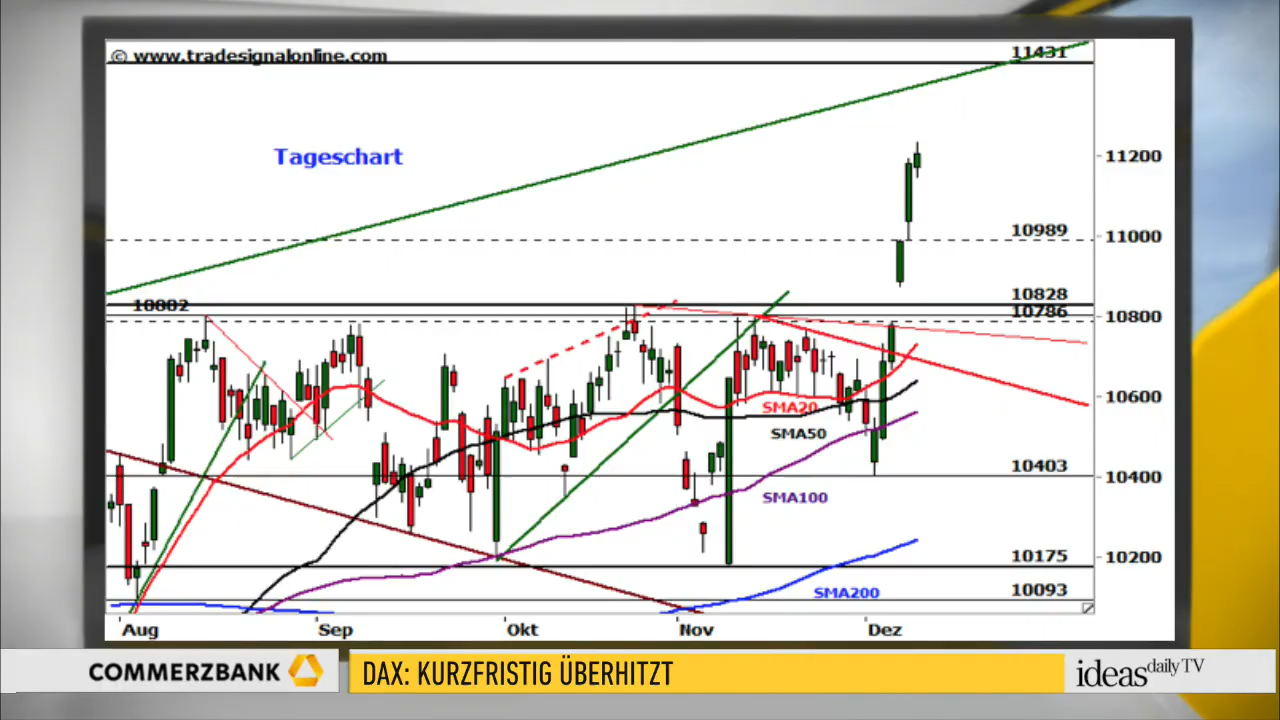 © www.tradesignalonline.com
11431
Tageschart
11200
10989
11000
10828
10802
10786
10800
SMA20
10600
SMA50
10403
10400
SMA100
10175
10200
SMA200
10093
Aug
Sep
Okt
Nov
Dez
COMMERZBANK
DAX: KURZFRISTIG ÜBERHITZT
ideas daily TV